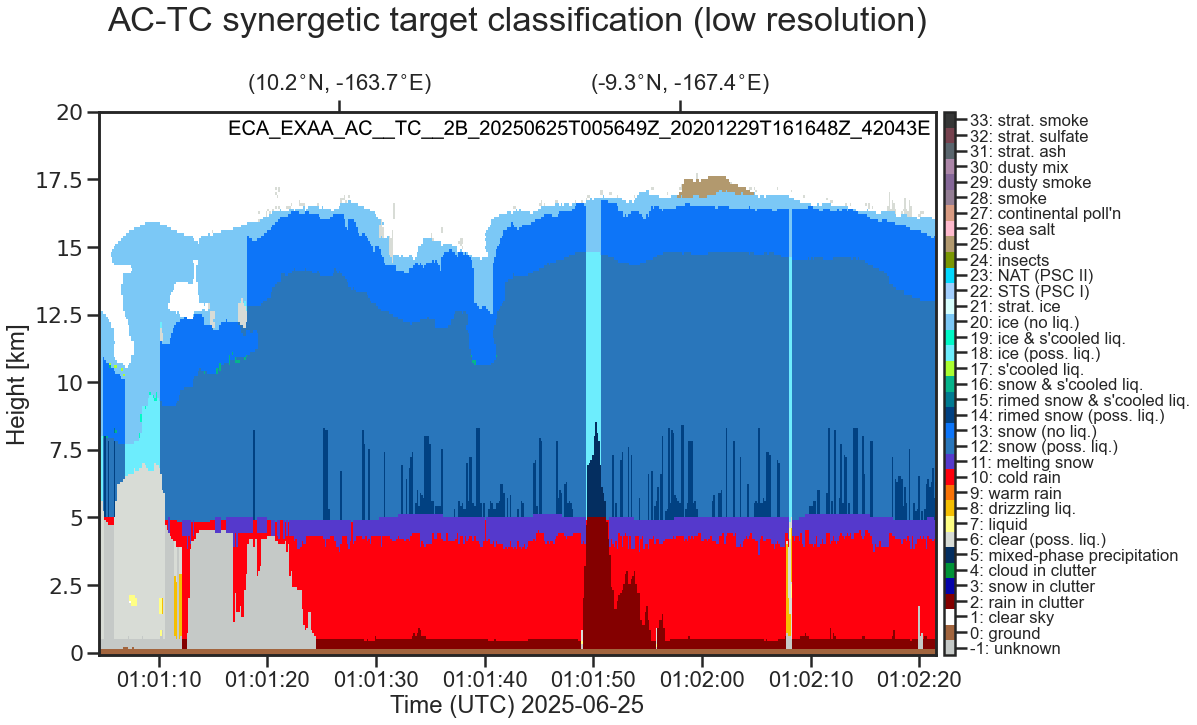 AC-TC synergetic target classification (low resolution)
(10.2°N, -163.7°E)
(-9.3°N, -167.4°E)
ECA_EXAA_AC__TC__2B_20250625T005649Z_20201229T161648Z_42043E
Height [km]
20
17.5
15
12.5
10
7.5
5
2.5
0
01:01:10
01:01:20
01:01:30
01:01:40
01:01:50
01:02:00
01:02:10
01:02:20
Time (UTC) 2025-06-25
33: strat. smoke
32: strat. sulfate
31: strat. ash
30: dusty mix
29: dusty smoke
28: smoke
27: continental poll'n
26: sea salt
25: dust
24: insects
23: NAT (PSC II)
22: STS (PSC I)
21: strat. ice
20: ice (no liq.)
19: ice & s'cooled liq.
18: ice (poss. liq.)
17: s'cooled liq.
16: snow & s'cooled liq.
15: rimed snow & s'cooled liq.
14: rimed snow (poss. liq.)
13: snow (no liq.)
12: snow (poss. liq.)
11: melting snow
10: cold rain
9: warm rain
8: drizzling liq.
7: liquid
6: clear (poss. liq.)
5: mixed-phase precipitation
4: cloud in clutter
3: snow in clutter
2: rain in clutter
1: clear sky
0: ground
-1: unknown